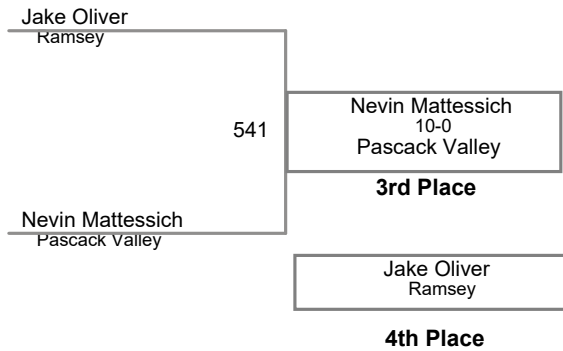 Jake Oliver
Ramsey
541
Nevin Mattessich
10-0
Pascack Valley
3rd Place
Nevin Mattessich
Pascack Valley
Jake Oliver
Ramsey
4th Place